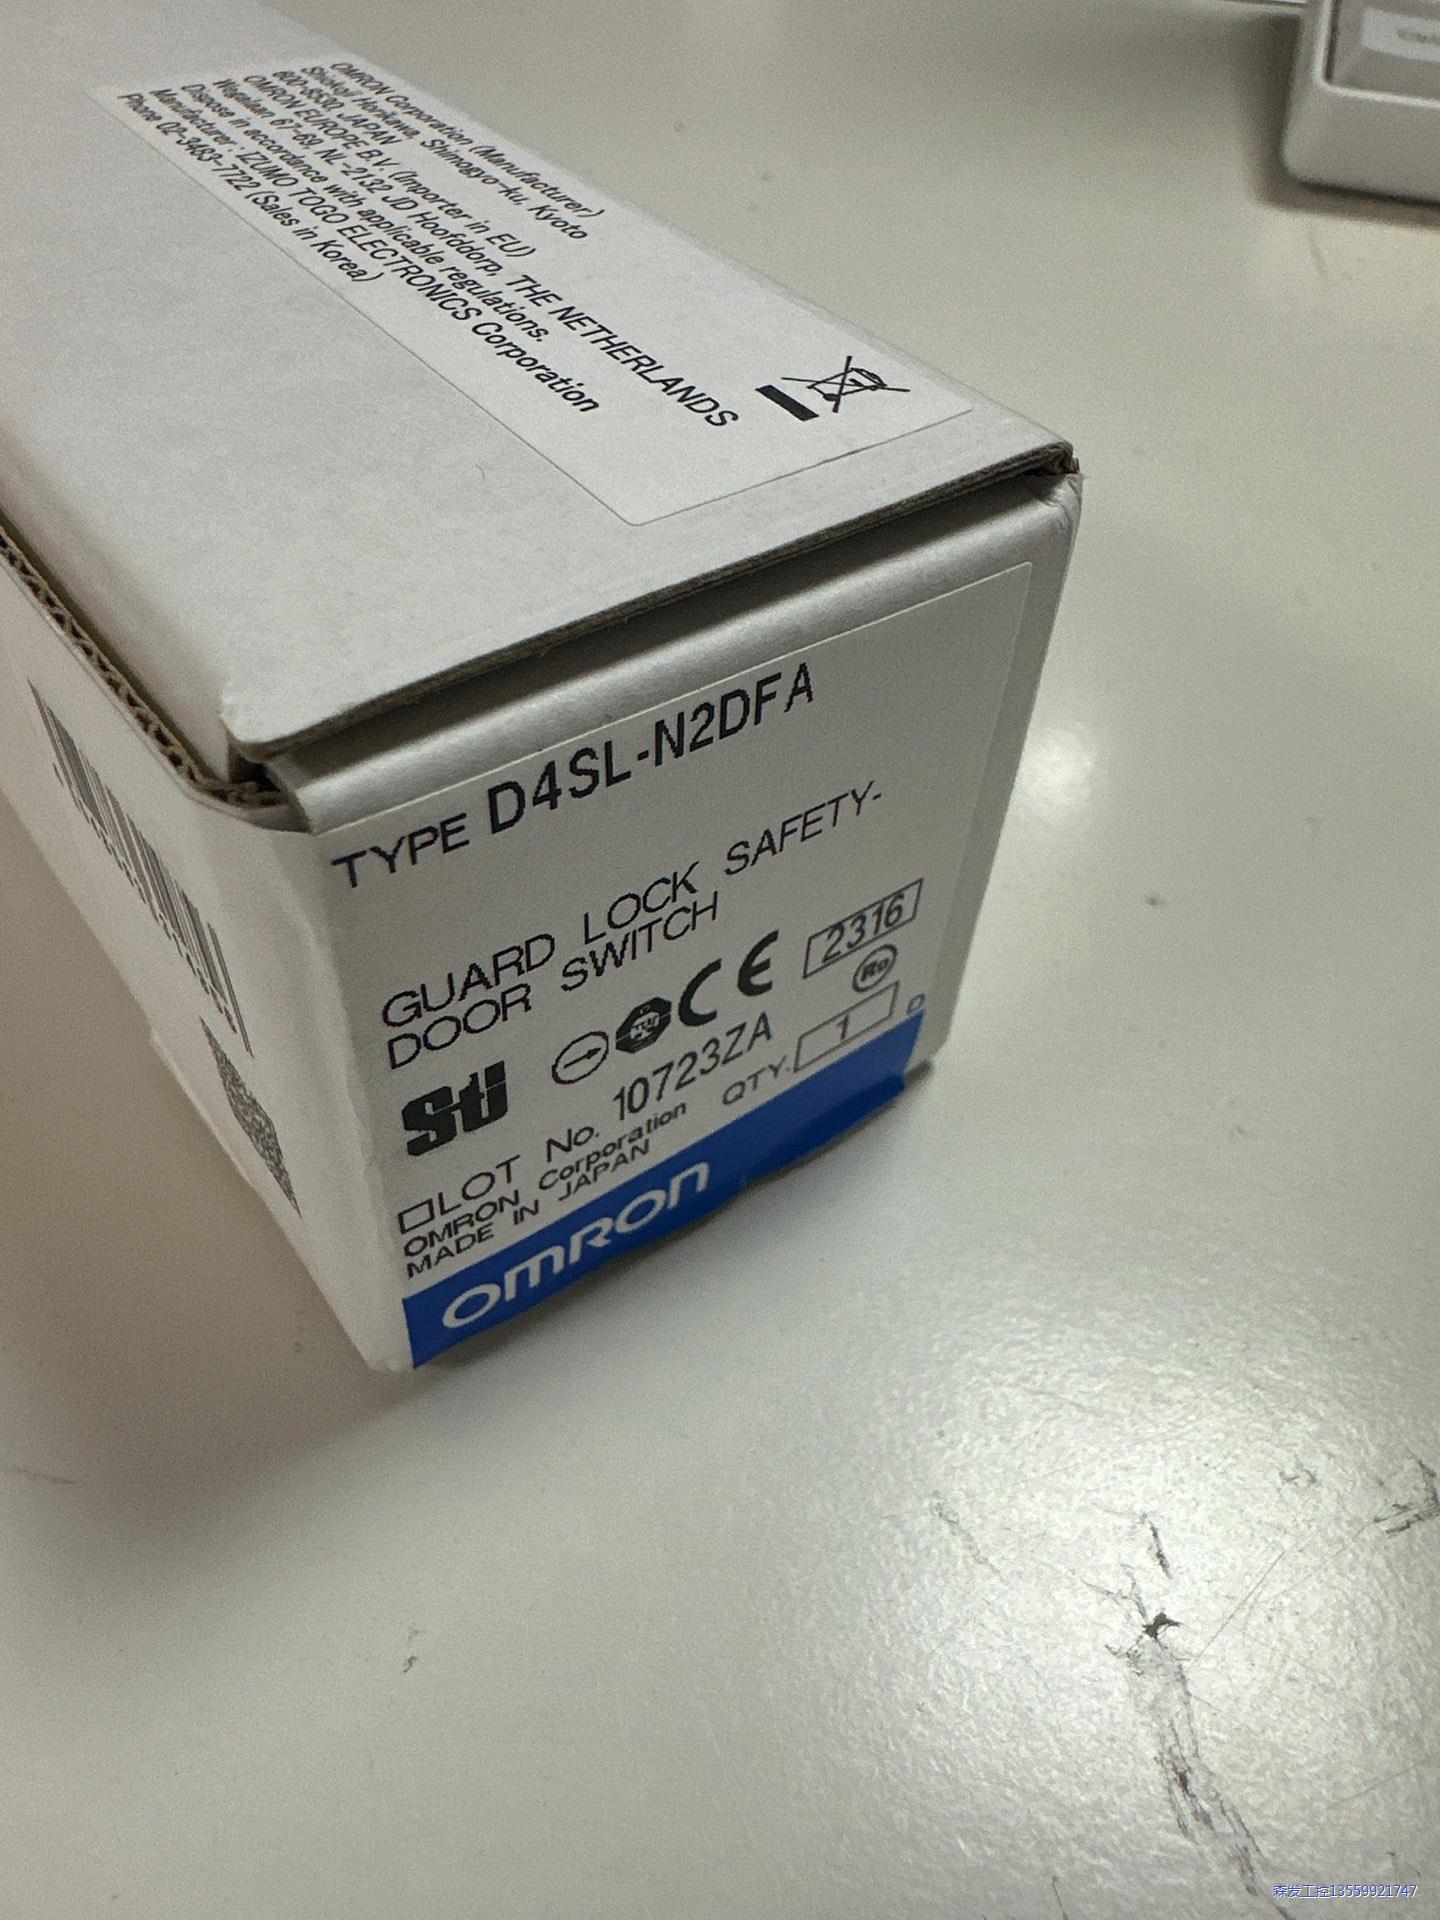 OMRON Corporation (Manufacturer)
Shiokoji Horikawa, Shimogyo-ku, Kyoto
600-8530, JAPAN
OMRON EUROPE B.V. (Importer in EU)
Wegalaan 67-69, NL-2132 JD Hoofddorp, THE NETHERLANDS
Dispose in accordance with applicable regulations.
Manufacturer : IZUMO TOGO ELECTRONICS Corporation
Phone 02-3483-7722 (Sales in Korea)
TYPE D4SL-N2DFA
GUARD LOCK SAFETY-
DOOR SWITCH
Sti CE 2316
Ro
LOT No. 10723ZA
OMRON Corporation QTY. 1 D
MADE IN JAPAN
OMRON
森发工控13559921747